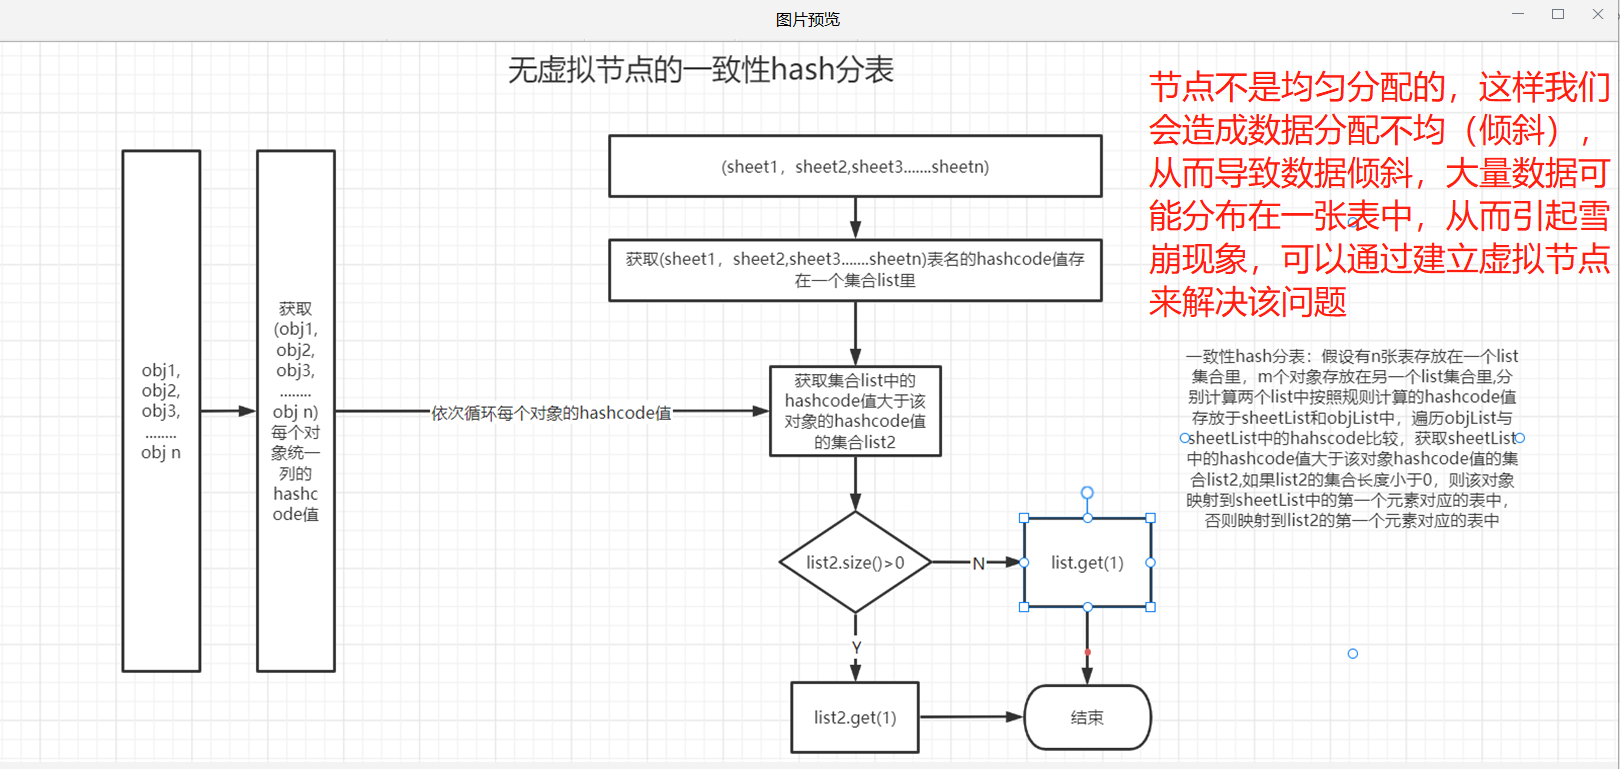 图片预览
无虚拟节点的一致性hash分表
节点不是均匀分配的，这样我们
会造成数据分配不均（倾斜），
从而导致数据倾斜，大量数据可
能分布在一张表中，从而引起雪
崩现象，可以通过建立虚拟节点
来解决该问题
(sheet1，sheet2,sheet3.......sheetn)
获取(sheet1，sheet2,sheet3.......sheetn)表名的hashcode值存
在一个集合list里
obj1,
obj2,
obj3,
........
obj n
获取
(obj1,
obj2,
obj3,
........
obj n)
每个对
象统一
列的
hashc
ode值
依次循环每个对象的hashcode值
获取集合list中的
hashcode值大于该
对象的hashcode值
的集合list2
一致性hash分表：假设有n张表存放在一个list
集合里，m个对象存放在另一个list集合里,分
别计算两个list中按照规则计算的hashcode值
存放于sheetList和objList中，遍历objList与
sheetList中的hahscode比较，获取sheetList
中的hashcode值大于该对象hashcode值的集
合list2,如果list2的集合长度小于0，则该对象
映射到sheetList中的第一个元素对应的表中，
否则映射到list2的第一个元素对应的表中
list2.size()>0
N
list.get(1)
Y
list2.get(1)
结束